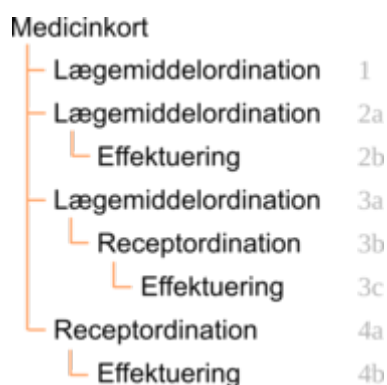 Medicinkort
Lægemiddelordination 1
Lægemiddelordination 2a
Effektuering 2b
Lægemiddelordination 3a
Receptordination 3b
Effektuering 3c
Receptordination 4a
Effektuering 4b